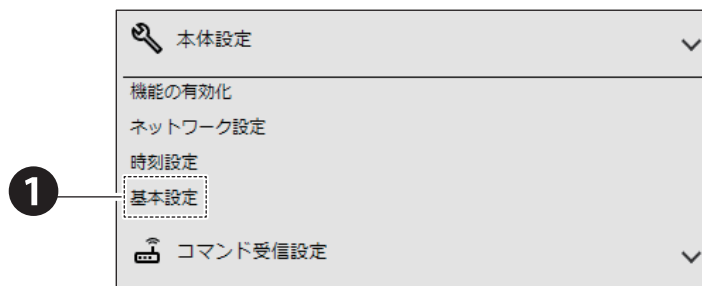 本体設定
機能の有効化
ネットワーク設定
時刻設定
1
基本設定
コマンド受信設定